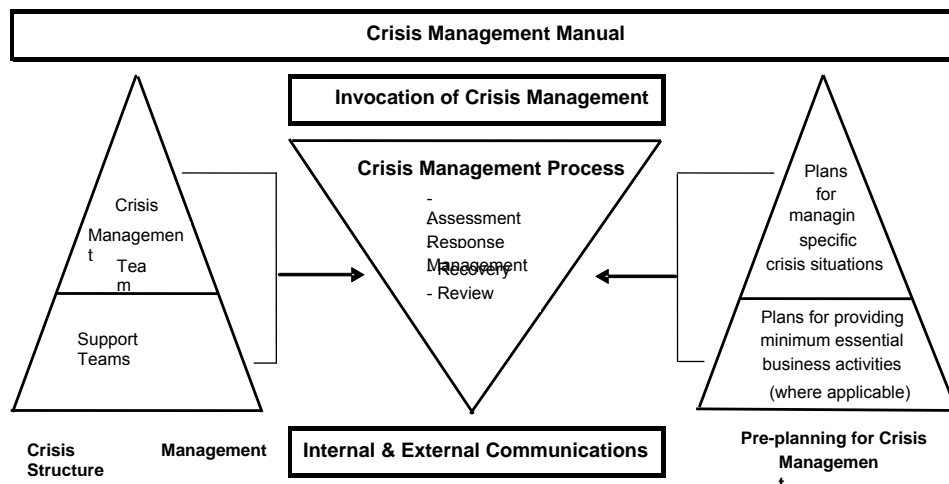 Crisis Management Manual
Invocation of Crisis Management
Crisis
Managemen
t
Tea
m
Support
Teams
Crisis Management
Structure
Crisis Management Process
-
Assessment
-
Response
Management
- Recovery
- Review
Internal & External Communications
Plans
for
managin
specific
crisis situations
Plans for providing
minimum essential
business activities
(where applicable)
Pre-planning for Crisis
Managemen
t